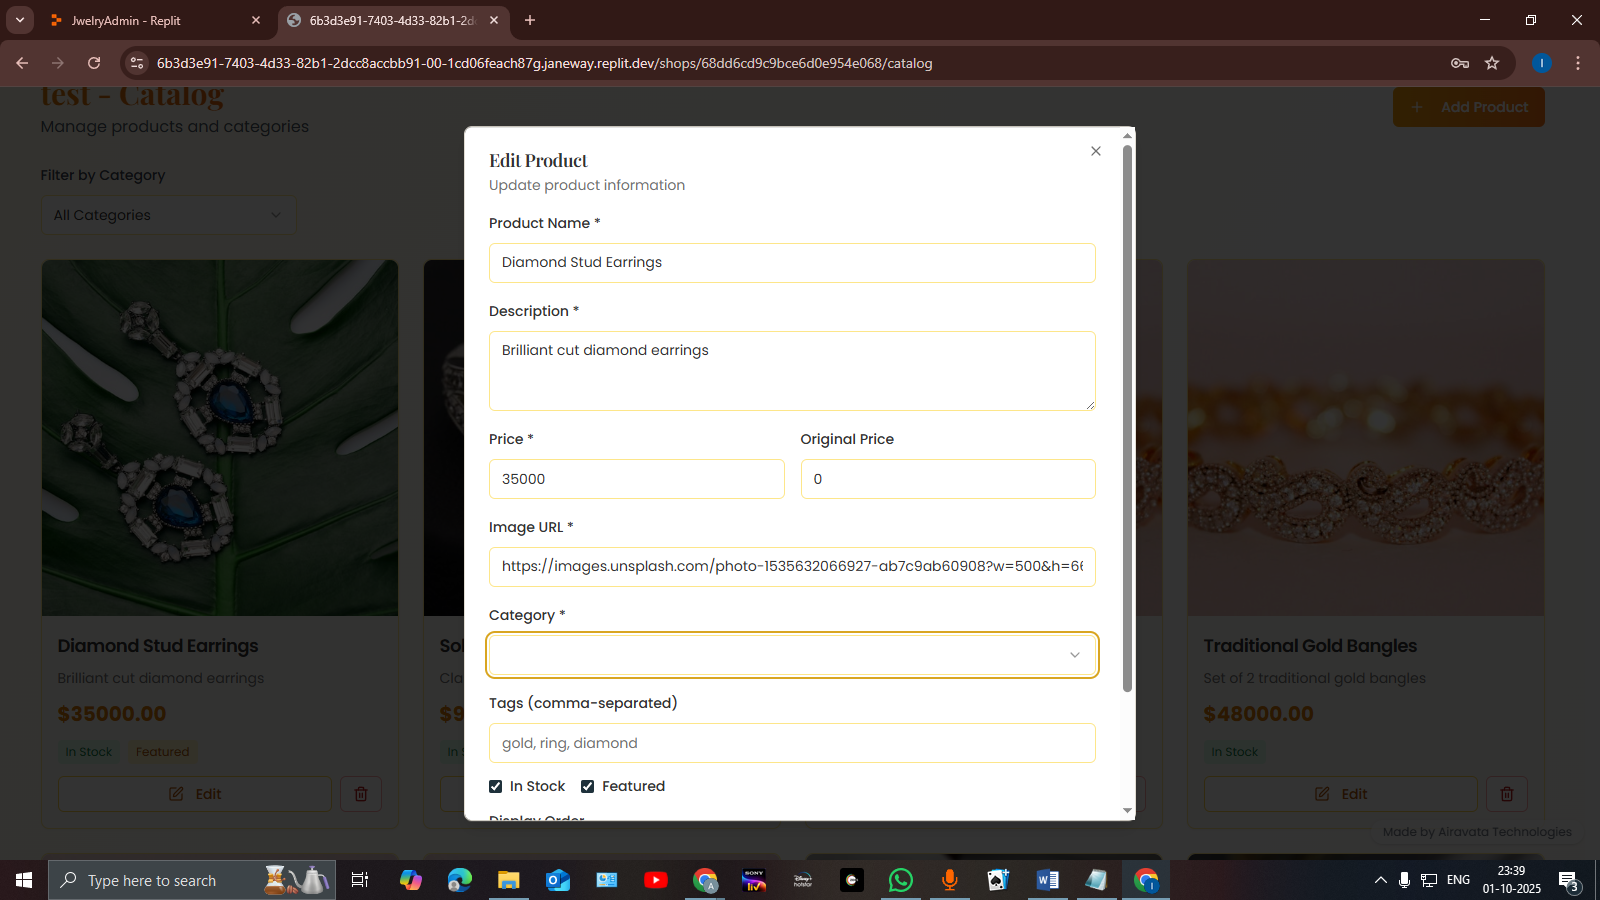 JwelryAdmin - Replit
6b3d3e91-7403-4d33-82b1-2d
6b3d3e91-7403-4d33-82b1-2dcc8accbb91-00-1cd06feach87g.janeway.replit.dev/shops/68dd6cd9c9bce6d0e954e068/catalog
I
test - Catalog
Manage products and categories
+ Add Product
Filter by Category
All Categories
Edit Product
Update product information
Product Name *
Diamond Stud Earrings
Description *
Brilliant cut diamond earrings
Price *
Original Price
35000
0
Image URL *
https://images.unsplash.com/photo-1535632066927-ab7c9ab60908?w=500&h=66
Category *
Tags (comma-separated)
gold, ring, diamond
In Stock
Featured
Display Order
Diamond Stud Earrings
Brilliant cut diamond earrings
$35000.00
In Stock
Featured
Edit
Sol
Cla
$9
In
Traditional Gold Bangles
Set of 2 traditional gold bangles
$48000.00
In Stock
Edit
Made by Airavata Technologies
Type here to search
SONY
liv
A
I
ENG
23:39
01-10-2025
3